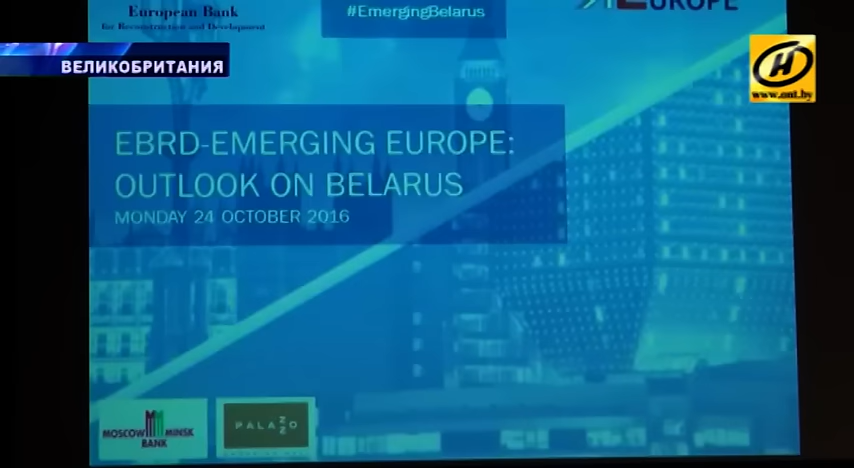 European Bank
for Reconstruction and Development
#EmergingBelarus
EUROPE
ВЕЛИКОБРИТАНИЯ
www.ont.by
EBRD-EMERGING EUROPE:
OUTLOOK ON BELARUS
MONDAY 24 OCTOBER 2016
MOSCOW MINSK
BANK
PALAZZO